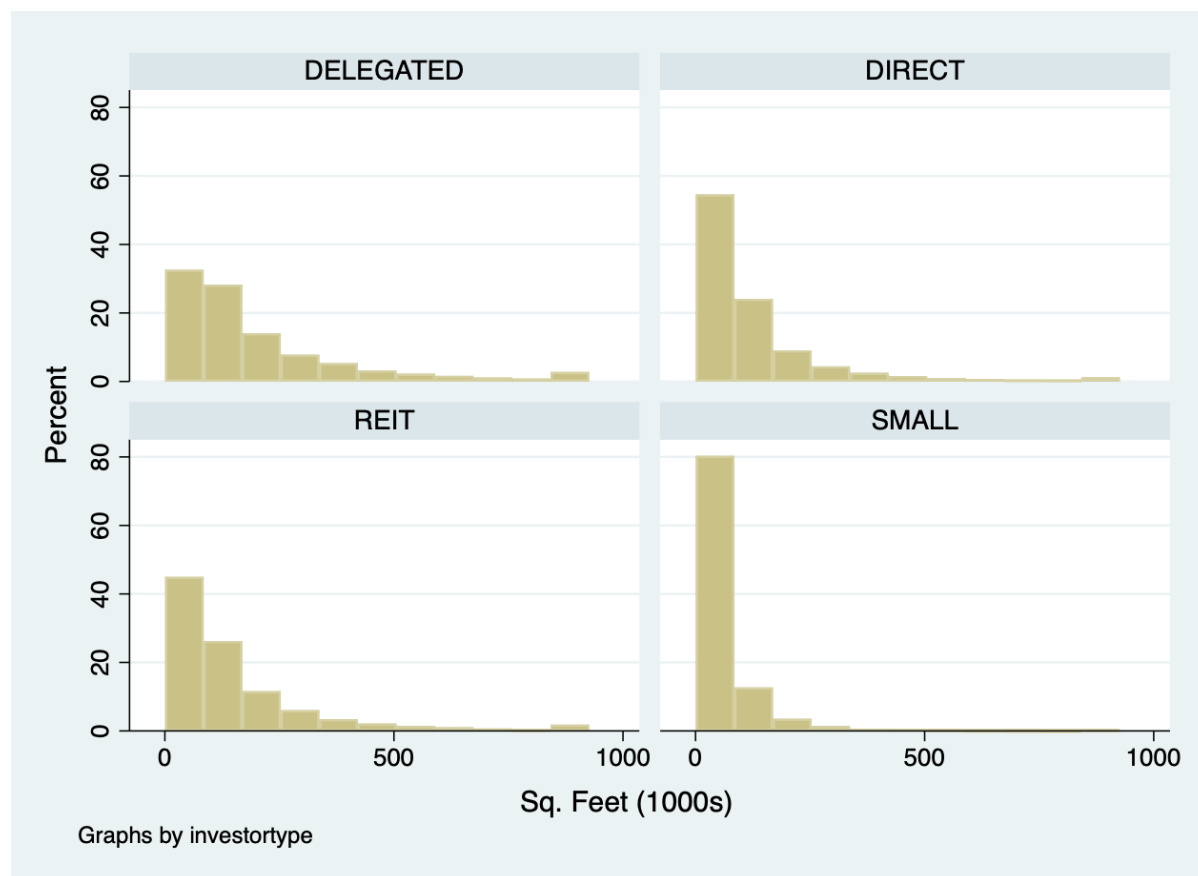 DELEGATED
DIRECT
80
60
40
20
0
REIT
SMALL
80
60
40
20
0
0
500
1000
0
500
1000
Percent
Sq. Feet (1000s)
Graphs by investortype